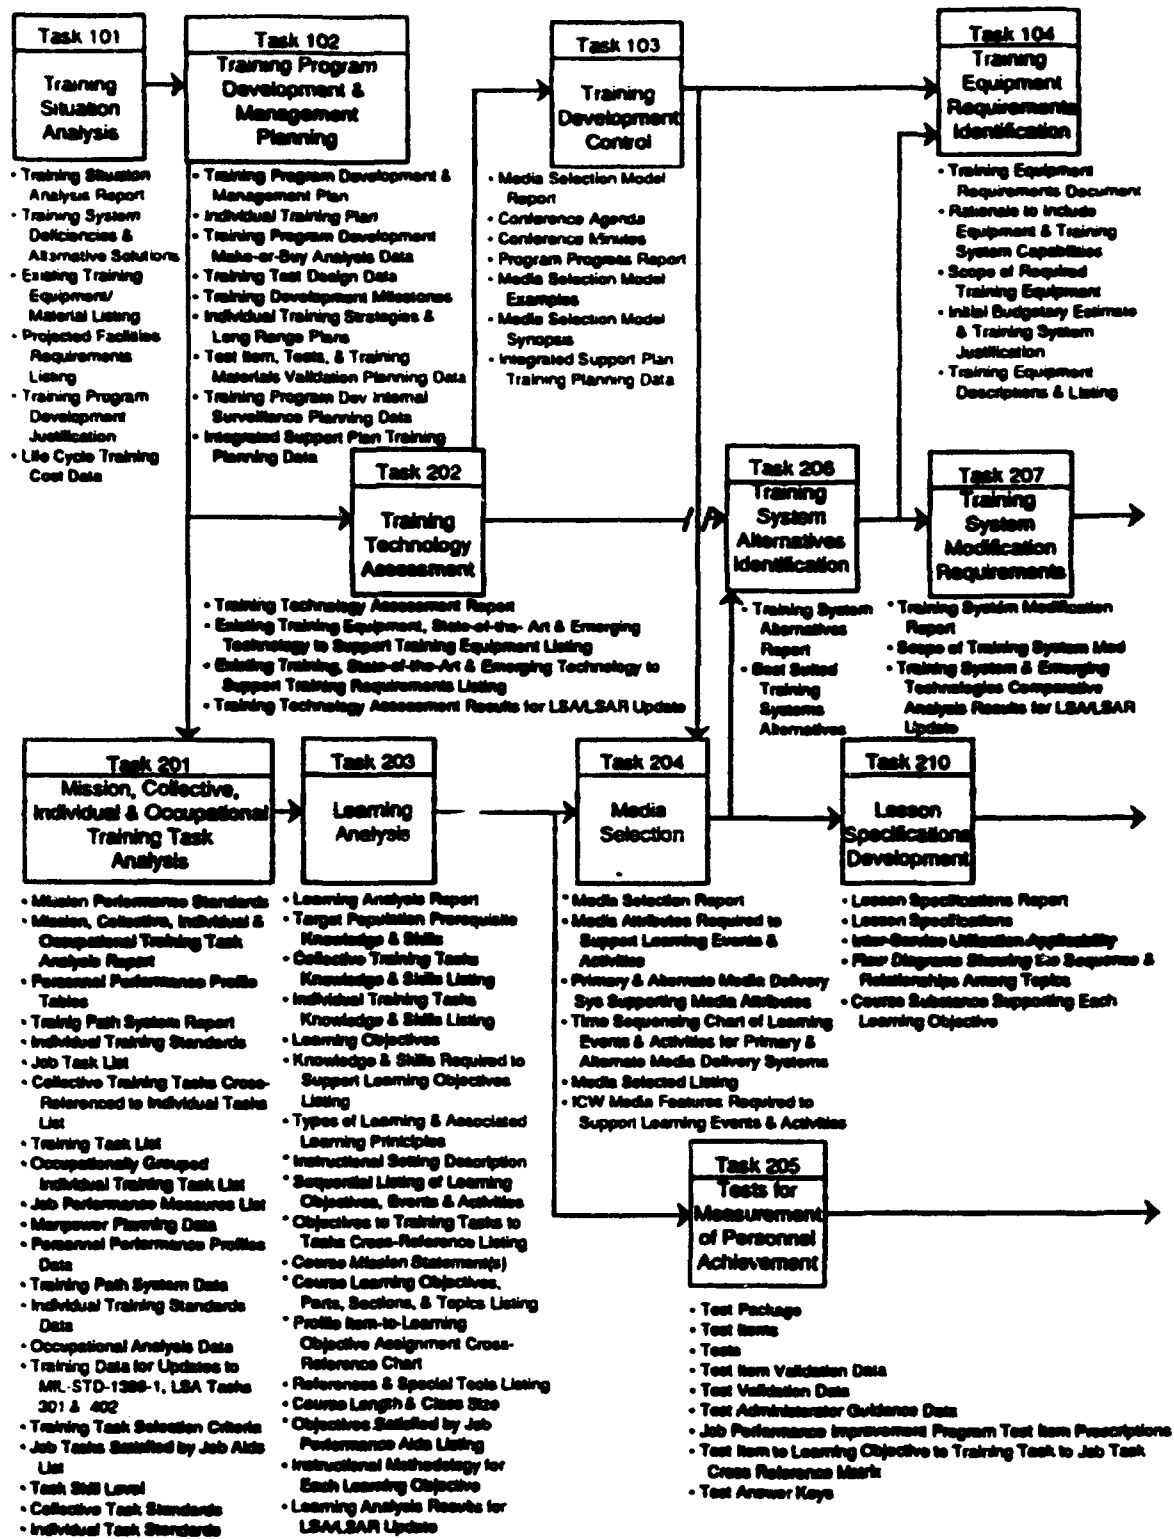 Task 101
Training
Situation
Analysis
• Training Situation
Analysis Report
• Training System
Deficiencies &
Alternative Solutions
• Existing Training
Equipment/
Material Listing
• Projected Facilities
Requirements
Listing
• Training Program
Development
Justification
• Life Cycle Training
Cost Data
Task 102
Training Program
Development &
Management
Planning
• Training Program Development &
Management Plan
• Individual Training Plan
• Training Program Development
Make-or-Buy Analysis Data
• Training Test Design Data
• Training Development Milestones
• Individual Training Strategies &
Long Range Plans
• Test Item, Tests, & Training
Materials Validation Planning Data
• Training Program Dev Internal
Surveillance Planning Data
• Integrated Support Plan Training
Planning Data
Task 103
Training
Development
Control
• Media Selection Model
Report
• Conference Agenda
• Conference Minutes
• Program Progress Report
• Media Selection Model
Examples
• Media Selection Model
Synopsis
• Integrated Support Plan
Training Planning Data
Task 104
Training
Equipment
Requirements
Identification
• Training Equipment
Requirements Document
• Rationale to Include
Equipment & Training
System Capabilities
• Scope of Required
Training Equipment
• Initial Budgetary Estimate
& Training System
Justification
• Training Equipment
Descriptions & Listing
Task 202
Training
Technology
Assessment
• Training Technology Assessment Report
• Existing Training Equipment, State-of-the- Art & Emerging
Technology to Support Training Equipment Listing
• Existing Training, State-of-the-Art & Emerging Technology to
Support Training Requirements Listing
• Training Technology Assessment Results for LSA/LSAR Update
Task 206
Training
System
Alternatives
Identification
• Training System
Alternatives
Report
• Best Suited
Training
Systems
Alternatives
Task 207
Training
System
Modification
Requirements
• Training System Modification
Report
• Scope of Training System Mod
• Training System & Emerging
Technologies Comparative
Analysis Results for LSA/LSAR
Update
Task 201
Mission, Collective,
Individual & Occupational
Training Task
Analysis
• Mission Performance Standards
• Mission, Collective, Individual &
Occupational Training Task
Analysis Report
• Personnel Performance Profile
Tables
• Trainig Path System Report
• Individual Training Standards
• Job Task List
• Collective Training Tasks Cross-
Referenced to Individual Tasks
List
• Training Task List
• Occupationally Grouped
Individual Training Task List
• Job Performance Measures List
• Manpower Planning Data
• Personnel Performance Profiles
Data
• Training Path System Data
• Individual Training Standards
Data
• Occupational Analysis Data
• Training Data for Updates to
MIL-STD-1388-1, LSA Tasks
301 & 402
• Training Task Selection Criteria
• Job Tasks Satisfied by Job Aids
List
• Task Skill Level
• Collective Task Standards
• Individual Task Standards
Task 203
Learning
Analysis
• Learning Analysis Report
• Target Population Prerequisite
Knowledge & Skills
• Collective Training Tasks
Knowledge & Skills Listing
• Individual Training Tasks
Knowledge & Skills Listing
• Learning Objectives
• Knowledge & Skills Required to
Support Learning Objectives
Listing
• Types of Learning & Associated
Learning Principles
• Instructional Setting Description
• Sequential Listing of Learning
Objectives, Events & Activities
• Objectives to Training Tasks to
Tasks Cross-Reference Listing
• Course Mission Statement(s)
• Course Learning Objectives,
Parts, Sections, & Topics Listing
• Profile Item-to-Learning
Objective Assignment Cross-
Reference Chart
• References & Special Tools Listing
• Course Length & Class Size
• Objectives Satisfied by Job
Performance Aids Listing
• Instructional Methodology for
Each Learning Objective
• Learning Analysis Results for
LSA/LSAR Update
Task 204
Media
Selection
• Media Selection Report
• Media Attributes Required to
Support Learning Events &
Activities
• Primary & Alternate Media Delivery
Sys Supporting Media Attributes
• Time Sequencing Chart of Learning
Events & Activities for Primary &
Alternate Media Delivery Systems
• Media Selected Listing
• ICW Media Features Required to
Support Learning Events & Activities
Task 210
Lesson
Specifications
Development
• Lesson Specifications Report
• Lesson Specifications
• Inter-Service Utilization Applicability
• Flow Diagrams Showing the Sequence &
Relationships Among Topics
• Course Substance Supporting Each
Learning Objective
Task 205
Tests for
Measurement
of Personnel
Achievement
• Test Package
• Test Items
• Tests
• Test Item Validation Data
• Test Validation Data
• Test Administrator Guidance Data
• Job Performance Improvement Program Test Item Prescriptions
• Test Item to Learning Objective to Training Task to Job Task
Cross Reference Matrix
• Test Answer Keys